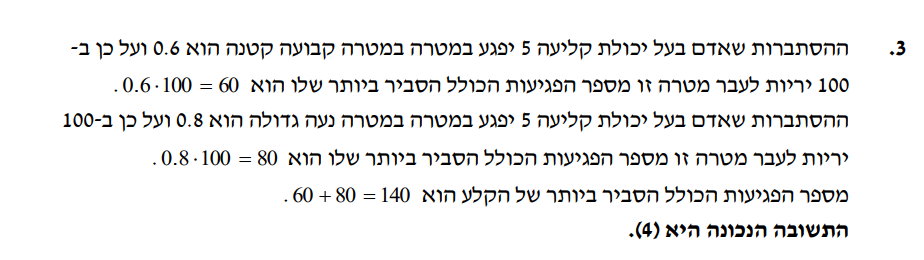 3. ההסתברות שאדם בעל יכולת קליעה 5 יפגע במטרה במטרה קבועה קטנה הוא 0.6 ועל כן ב-
100 יריות לעבר מטרה זו מספר הפגיעות הכולל הסביר ביותר שלו הוא 0.6·100 = 60 .
ההסתברות שאדם בעל יכולת קליעה 5 יפגע במטרה במטרה נעה גדולה הוא 0.8 ועל כן ב-100
יריות לעבר מטרה זו מספר הפגיעות הכולל הסביר ביותר שלו הוא 0.8·100 = 80 .
מספר הפגיעות הכולל הסביר ביותר של הקלע הוא 60 + 80 = 140 .
התשובה הנכונה היא (4).